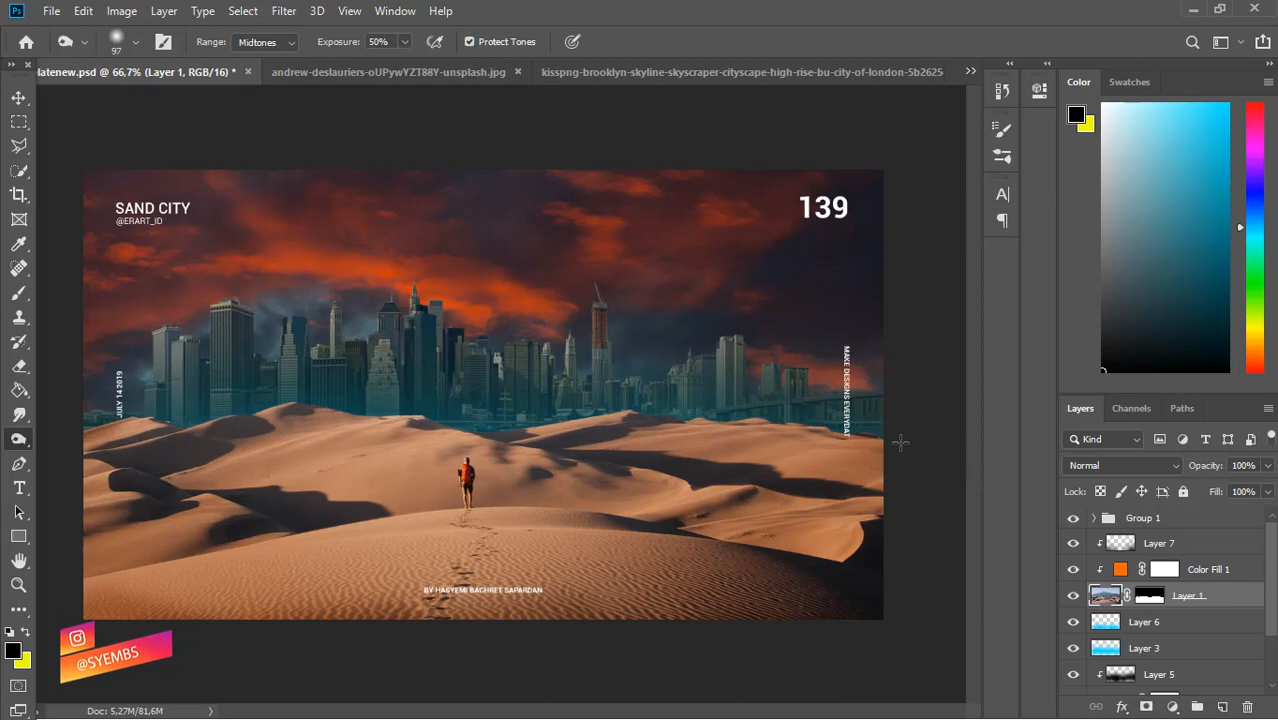 Ps File Edit Image Layer Type Select Filter 3D View Window Help
97 Range: Midtones Exposure: 50% Protect Tones
latenew.psd @ 66,7% (Layer 1, RGB/16) * × andrew-deslauriers-oUPywYZT88Y-unsplash.jpg × kisspng-brooklyn-skyline-skyscraper-cityscape-high-rise-bu-city-of-london-5b2625
Color Swatches
SAND CITY
@ERART_ID
139
JULY 14 2019
MAKE DESIGNS EVERYDAT
BY HASYEMI BACHRET SAPARDAN
@SYEMBS
Layers Channels Paths
Kind
Normal Opacity: 100%
Lock: Fill: 100%
Group 1
Layer 7
Color Fill 1
Layer 1
Layer 6
Layer 3
Layer 5
Doc: 5,27M/81,6M